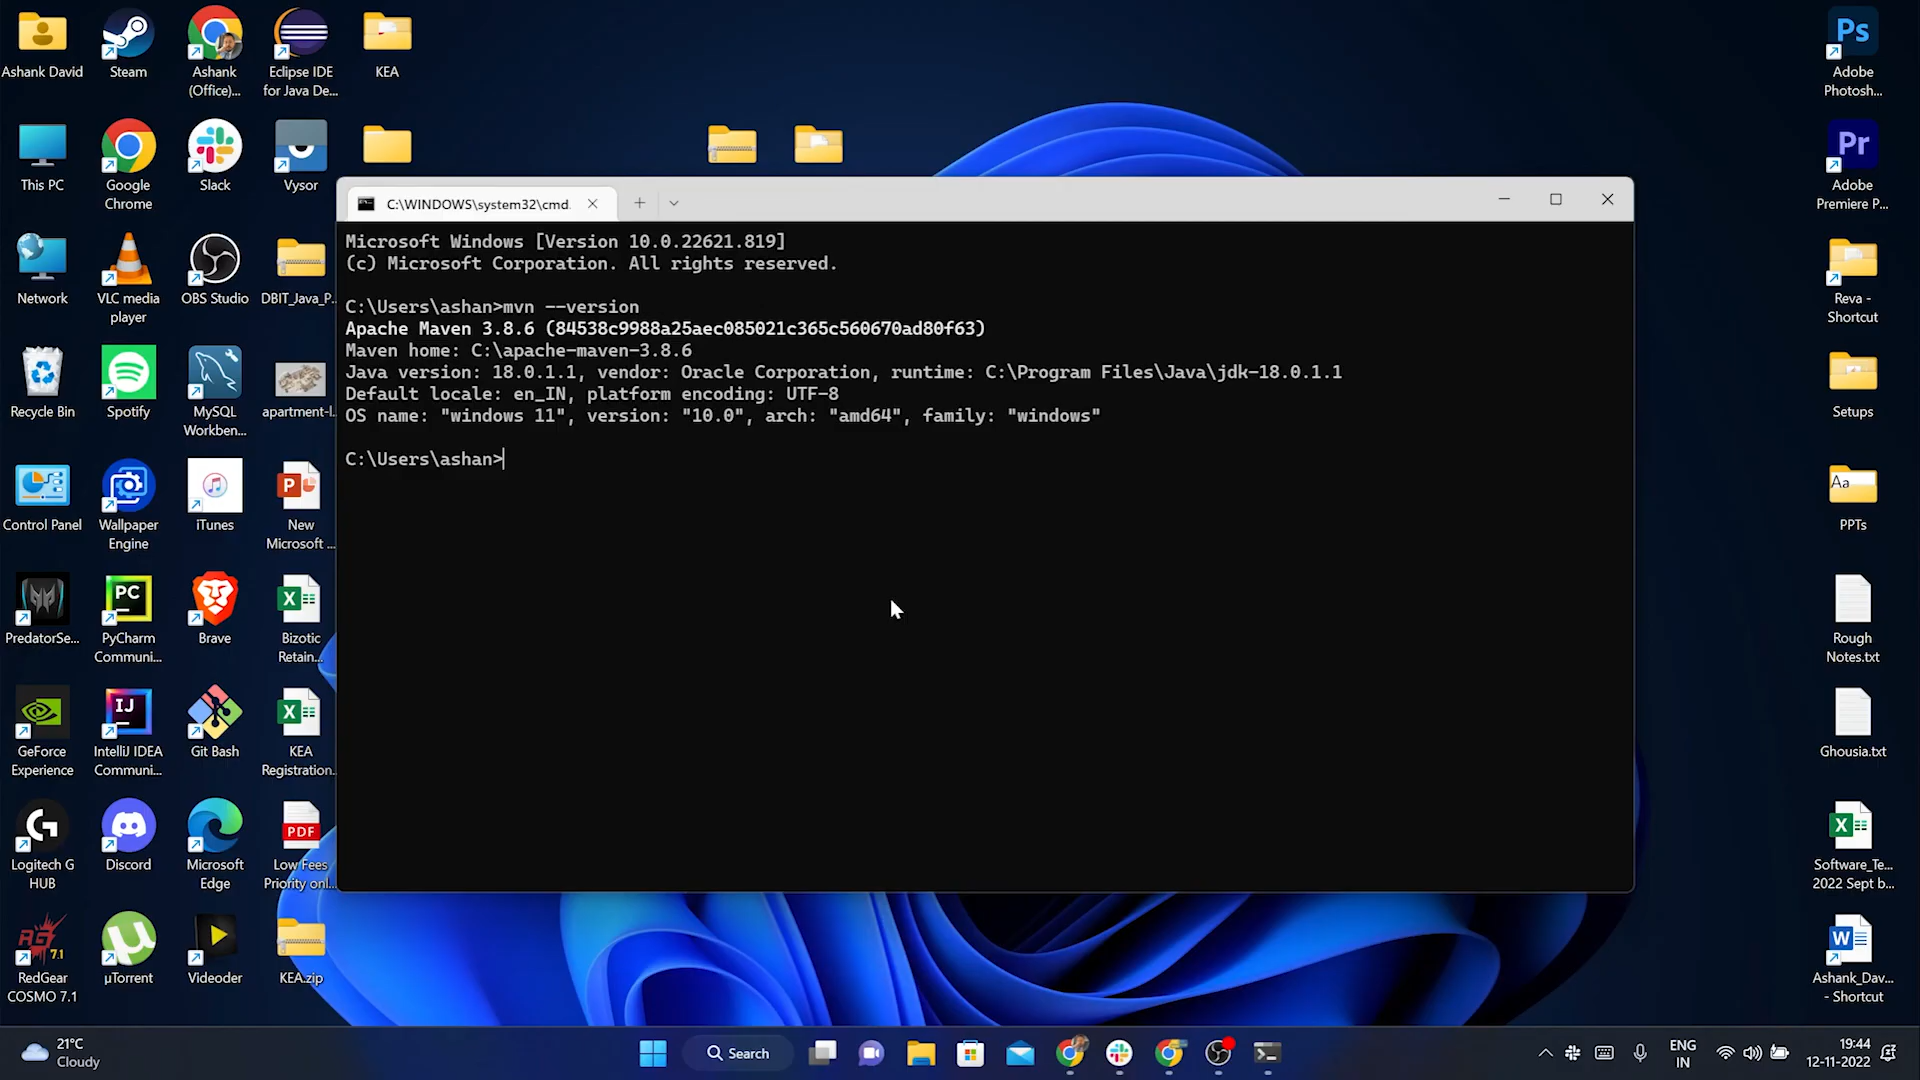 Ashank David
Steam
Ashank
(Office)...
Eclipse IDE
for Java De...
KEA
This PC
Google
Chrome
Slack
Vysor
Network
VLC media
player
OBS Studio
DBIT_Java_P...
Recycle Bin
Spotify
MySQL
Workben...
apartment-l...
Control Panel
Wallpaper
Engine
iTunes
New
Microsoft ...
PredatorSe...
PC
PyCharm
Communi...
Brave
Bizotic
Retain...
GeForce
Experience
IJ
IntelliJ IDEA
Communi...
Git Bash
KEA
Registration...
Logitech G
HUB
Discord
Microsoft
Edge
PDF
Low Fees
Priority onl...
7.1
RedGear
COSMO 7.1
µTorrent
Videoder
KEA.zip
C:\WINDOWS\system32\cmd.
Microsoft Windows [Version 10.0.22621.819]
(c) Microsoft Corporation. All rights reserved.
C:\Users\ashan>mvn --version
Apache Maven 3.8.6 (84538c9988a25aec085021c365c560670ad80f63)
Maven home: C:\apache-maven-3.8.6
Java version: 18.0.1.1, vendor: Oracle Corporation, runtime: C:\Program Files\Java\jdk-18.0.1.1
Default locale: en_IN, platform encoding: UTF-8
OS name: "windows 11", version: "10.0", arch: "amd64", family: "windows"
C:\Users\ashan>
Ps
Adobe
Photosh...
Pr
Adobe
Premiere P...
Reva -
Shortcut
Setups
Aa
PPTs
Rough
Notes.txt
Ghousia.txt
Software_Te...
2022 Sept b...
Ashank_Dav...
- Shortcut
21°C
Cloudy
Search
ENG
IN
19:44
12-11-2022